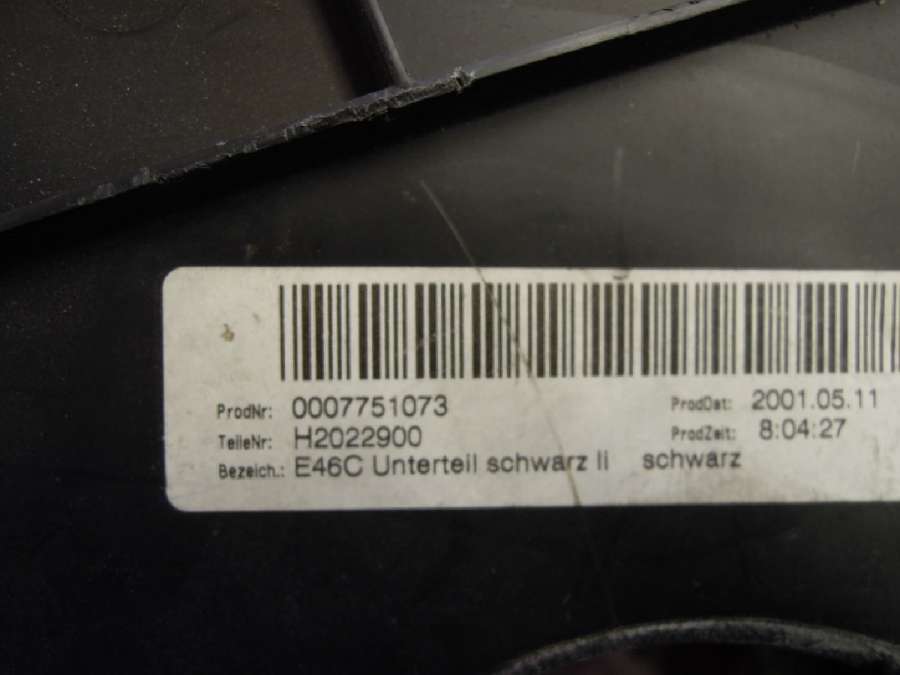 ProdNr: 0007751073 ProdDat: 2001.05.11
TeileNr: H2022900 ProdZeit: 8:04:27
Bezeich.: E46C Unterteil schwarz li schwarz